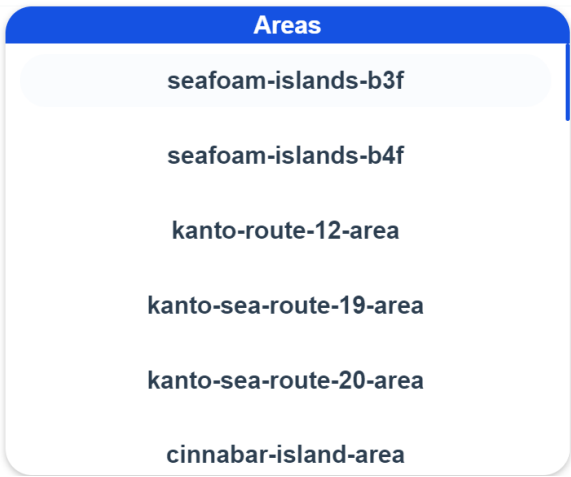 Areas
seafoam-islands-b3f
seafoam-islands-b4f
kanto-route-12-area
kanto-sea-route-19-area
kanto-sea-route-20-area
cinnabar-island-area